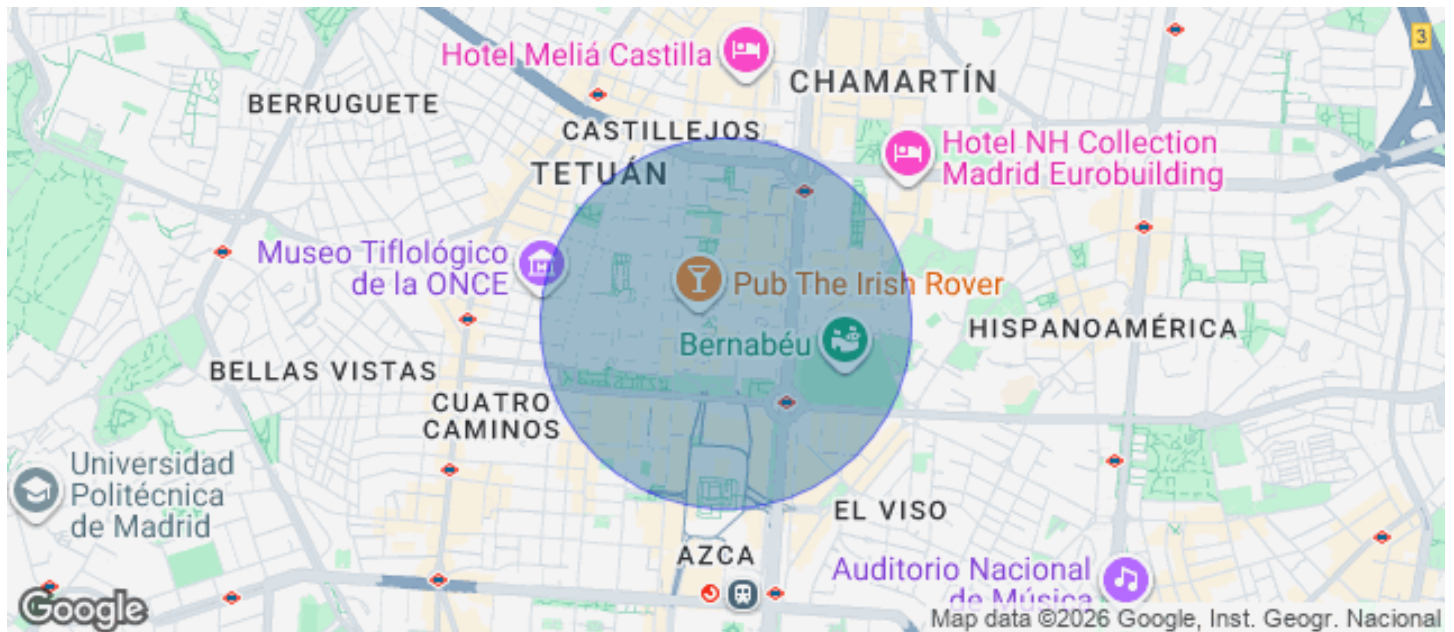 Hotel Meliá Castilla
3
CHAMARTÍN
BERRUGUETE
CASTILLEJOS
Hotel NH Collection
Madrid Eurobuilding
TETUÁN
Museo Tiflológico
de la ONCE
Pub The Irish Rover
Bernabéu
HISPANOAMÉRICA
BELLAS VISTAS
CUATRO
CAMINOS
Universidad
Politécnica
de Madrid
EL VISO
AZCA
Auditorio Nacional
de Música
Google
Map data ©2026 Google, Inst. Geogr. Nacional